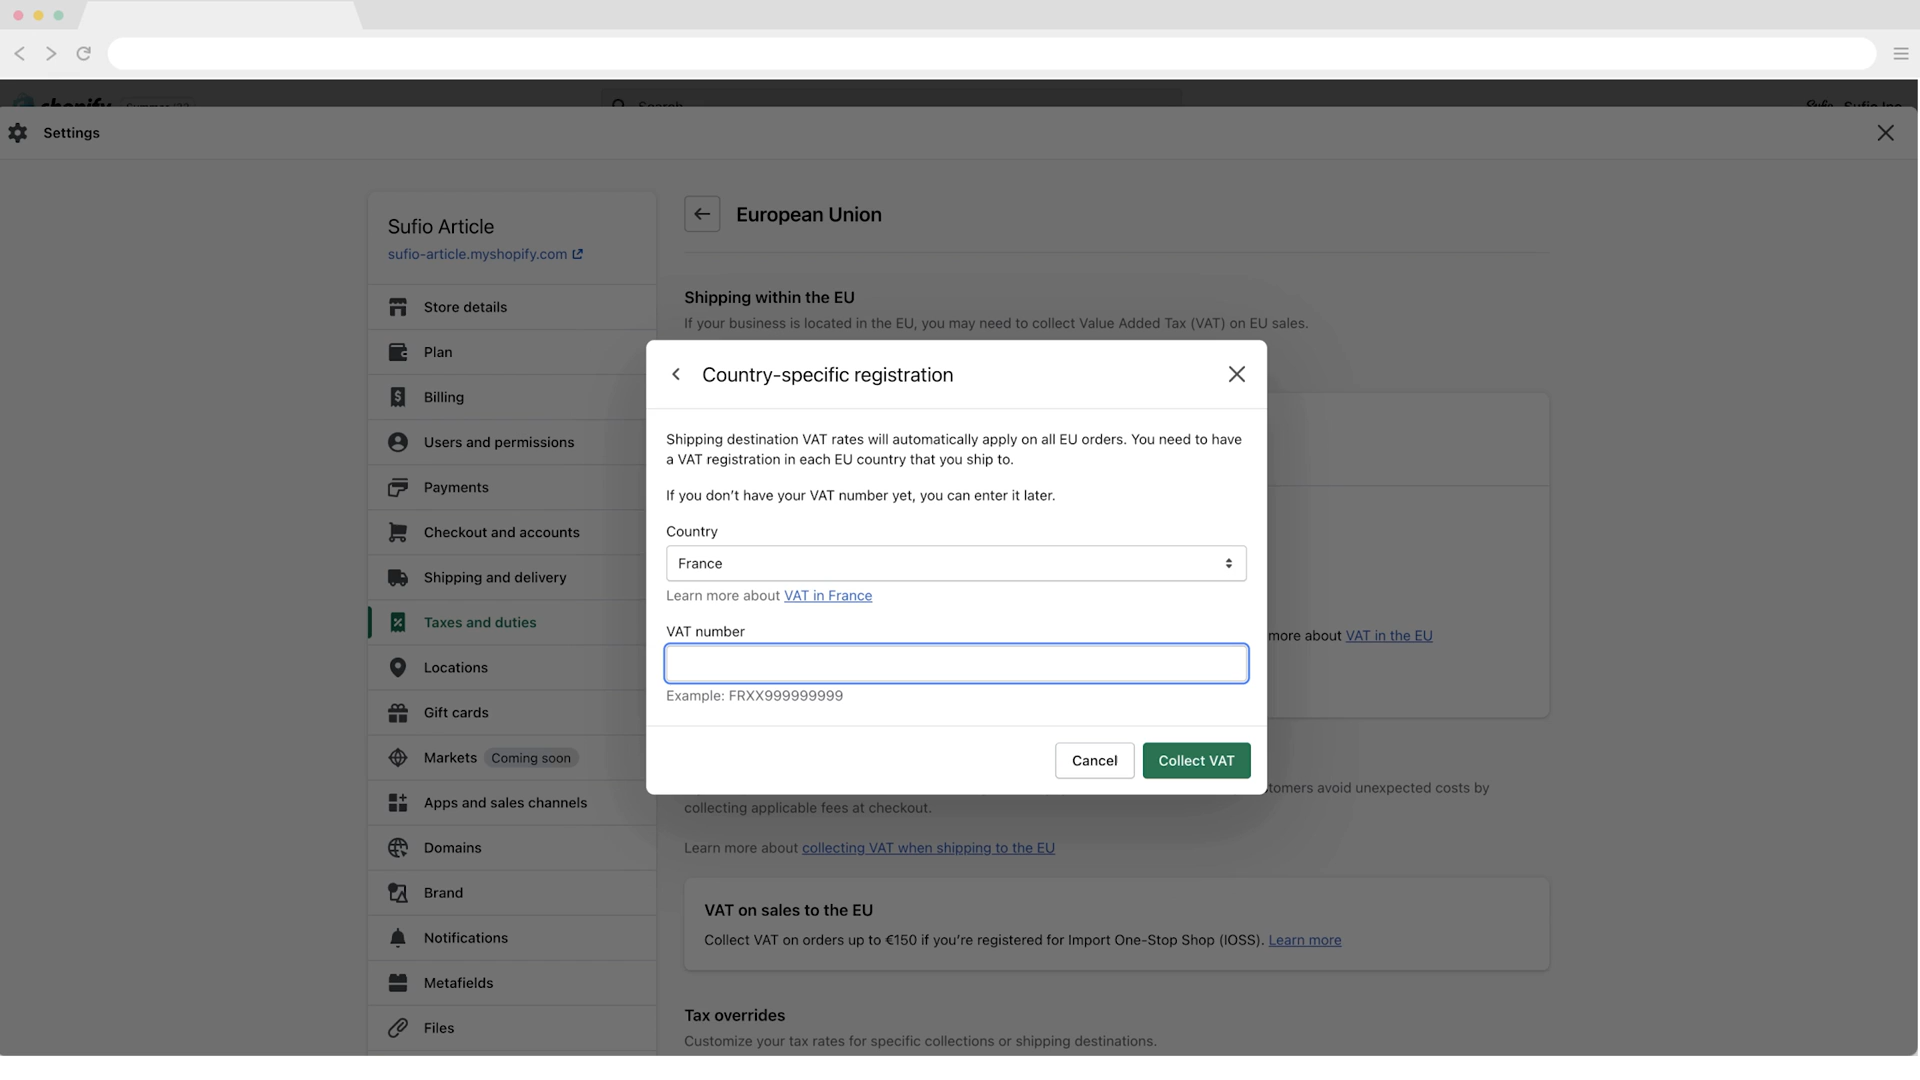 Settings
Sufio Article
sufio-article.myshopify.com
Store details
Plan
Billing
Users and permissions
Payments
Checkout and accounts
Shipping and delivery
Taxes and duties
Locations
Gift cards
Markets Coming soon
Apps and sales channels
Domains
Brand
Notifications
Metafields
Files
European Union
Shipping within the EU
If your business is located in the EU, you may need to collect Value Added Tax (VAT) on EU sales.
Country-specific registration
Shipping destination VAT rates will automatically apply on all EU orders. You need to have
a VAT registration in each EU country that you ship to.
If you don’t have your VAT number yet, you can enter it later.
Country
France
Learn more about VAT in France
VAT number
Example: FRXX999999999
Cancel
Collect VAT
more about VAT in the EU
avoid unexpected costs by
collecting applicable fees at checkout.
Learn more about collecting VAT when shipping to the EU
VAT on sales to the EU
Collect VAT on orders up to €150 if you’re registered for Import One-Stop Shop (IOSS). Learn more
Tax overrides
Customize your tax rates for specific collections or shipping destinations.